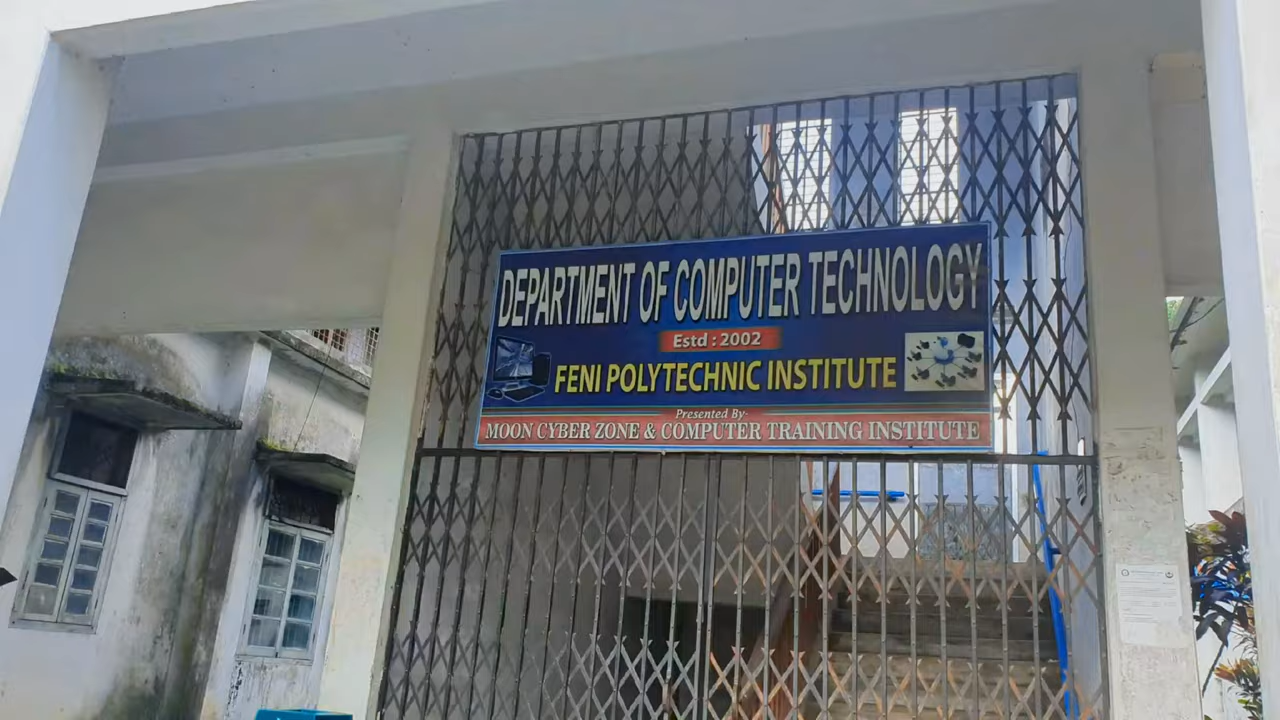 DEPARTMENT OF COMPUTER TECHNOLOGY
Estd : 2002
FENI POLYTECHNIC INSTITUTE
Presented By-
MOON CYBER ZONE & COMPUTER TRAINING INSTITUTE